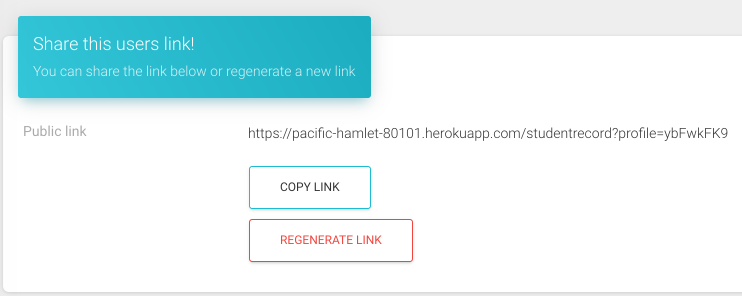 Share this users link!
You can share the link below or regenerate a new link
Public link
https://pacific-hamlet-80101.herokuapp.com/studentrecord?profile=ybFwkFK9
COPY LINK
REGENERATE LINK